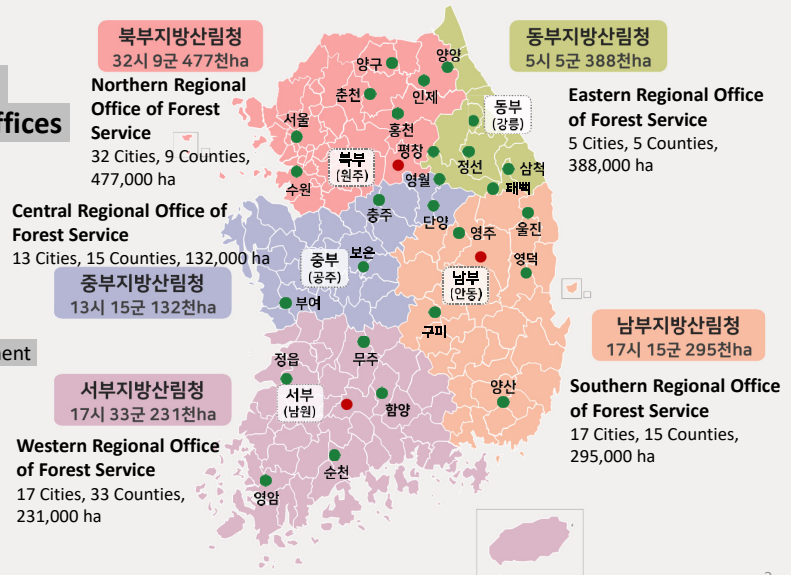 ffices
ment
북부지방산림청
32시 9군 477천ha
Northern Regional
Office of Forest
Service
32 Cities, 9 Counties,
477,000 ha
동부지방산림청
5시 5군 388천ha
Eastern Regional Office
of Forest Service
5 Cities, 5 Counties,
388,000 ha
Central Regional Office of
Forest Service
13 Cities, 15 Counties, 132,000 ha
중부지방산림청
13시 15군 132천ha
남부지방산림청
17시 15군 295천ha
Southern Regional Office
of Forest Service
17 Cities, 15 Counties,
295,000 ha
서부지방산림청
17시 33군 231천ha
Western Regional Office
of Forest Service
17 Cities, 33 Counties,
231,000 ha
양구
양양
춘천
인제
서울
홍천
동부
(강릉)
평창
북부
(원주)
정선
삼척
수원
영월
태백
충주
단양
울진
영주
보은
중부
(공주)
영덕
남부
(안동)
부여
구미
정읍
무주
서부
(남원)
함양
양산
순천
영암